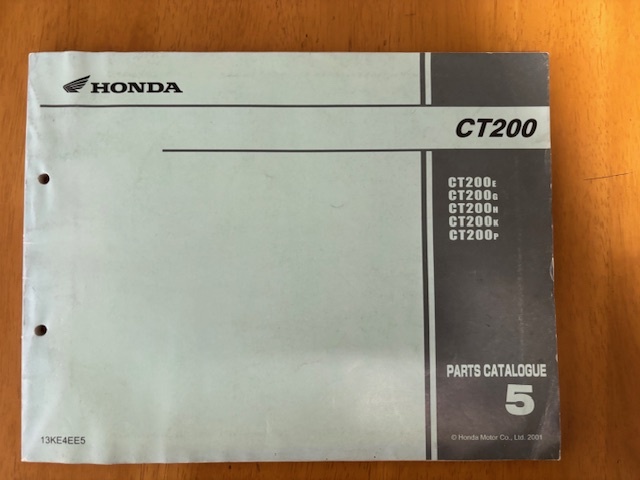 HONDA
CT200
CT200E
CT200G
CT200H
CT200K
CT200P
PARTS CATALOGUE
5
13KE4EE5
© Honda Motor Co., Ltd. 2001